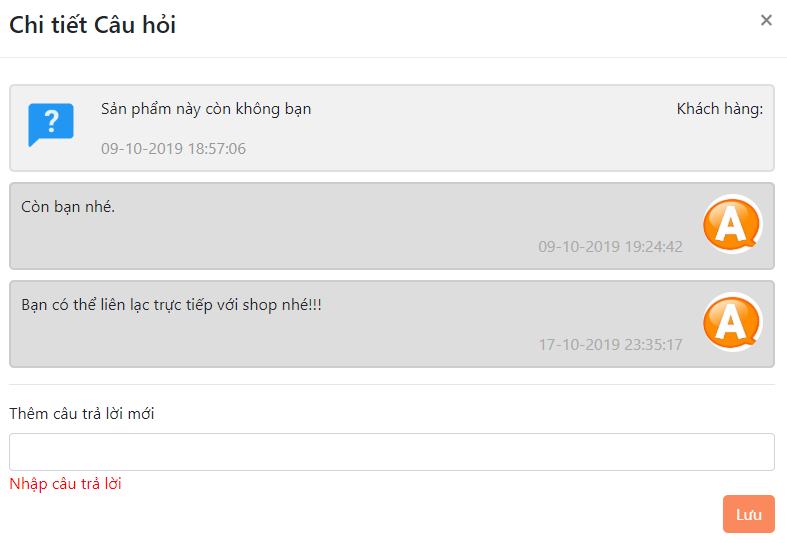 Chi tiết Câu hỏi
×
?
Sản phẩm này còn không bạn
Khách hàng:
09-10-2019 18:57:06
Còn bạn nhé.
A
09-10-2019 19:24:42
Bạn có thể liên lạc trực tiếp với shop nhé!!!
A
17-10-2019 23:35:17
Thêm câu trả lời mới
Nhập câu trả lời
Lưu